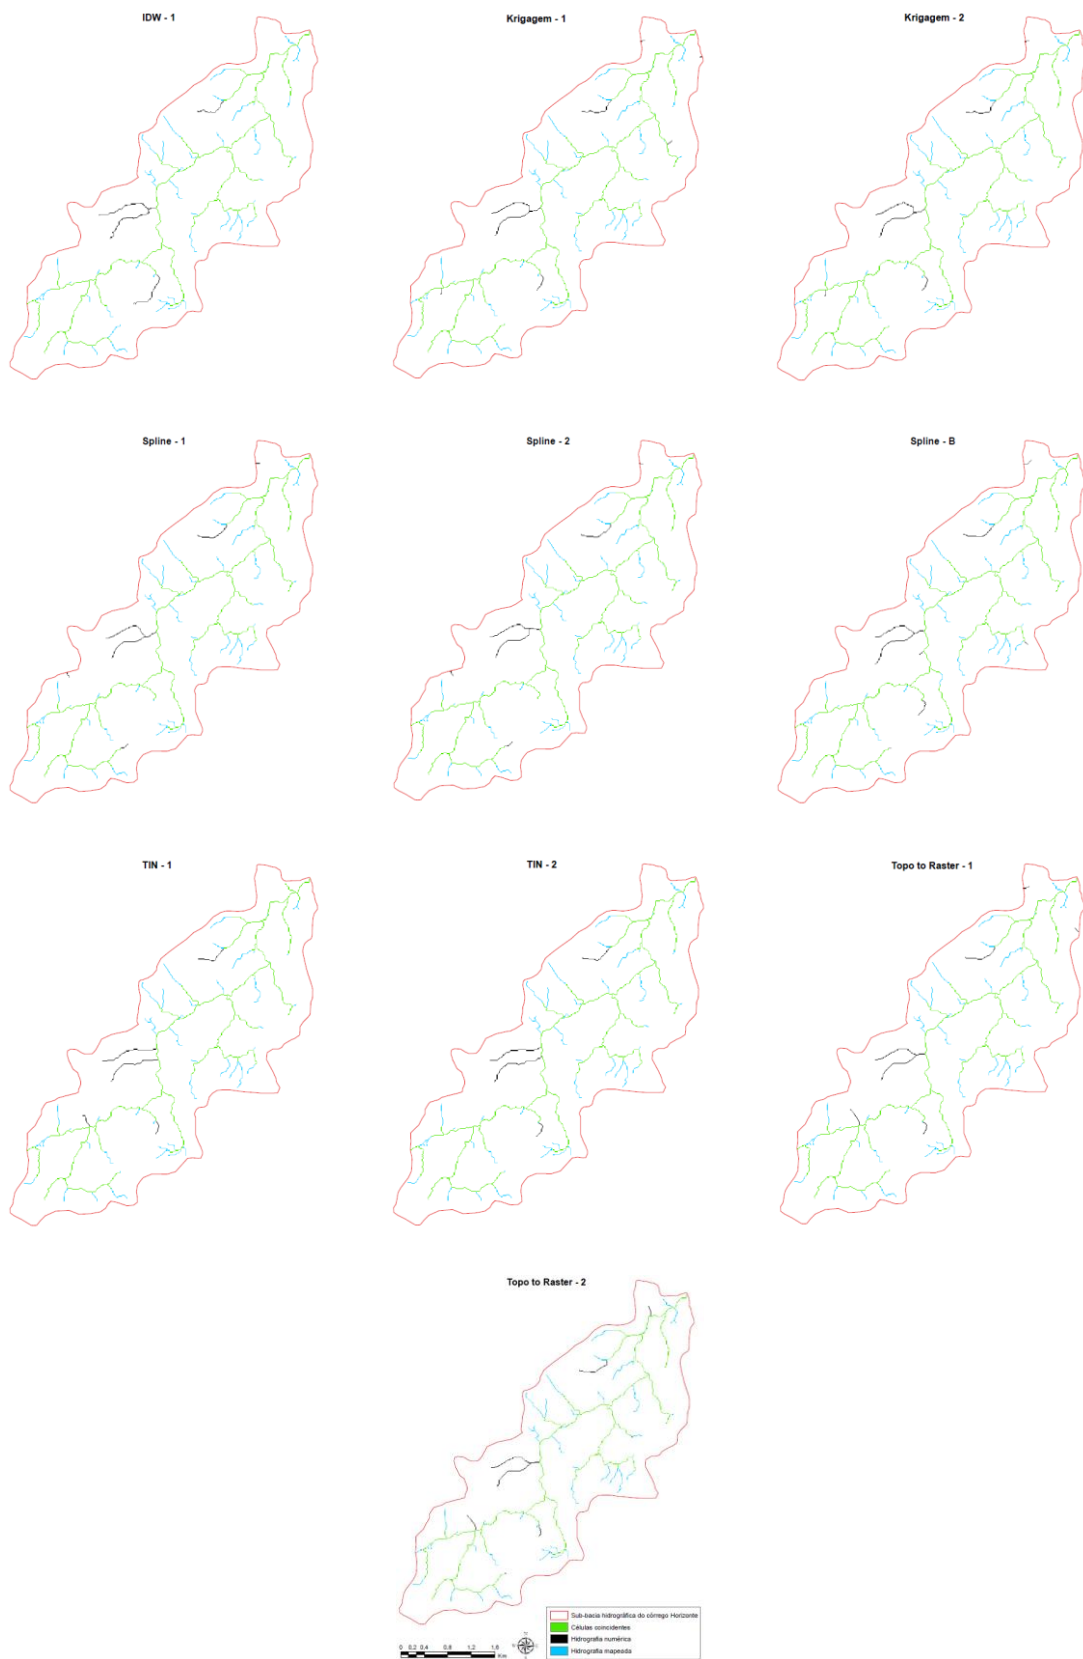 IDW - 1
Krigagem - 1
Krigagem - 2
Spline - 1
Spline - 2
Spline - B
TIN - 1
TIN - 2
Topo to Raster - 1
Topo to Raster - 2
Sub-bacia hidrográfica do córrego Horizonte
Células coincidentes
Hidrografia numérica
Hidrografia mapeada
0 0,2 0,4 0,8 1,2 1,6
Km